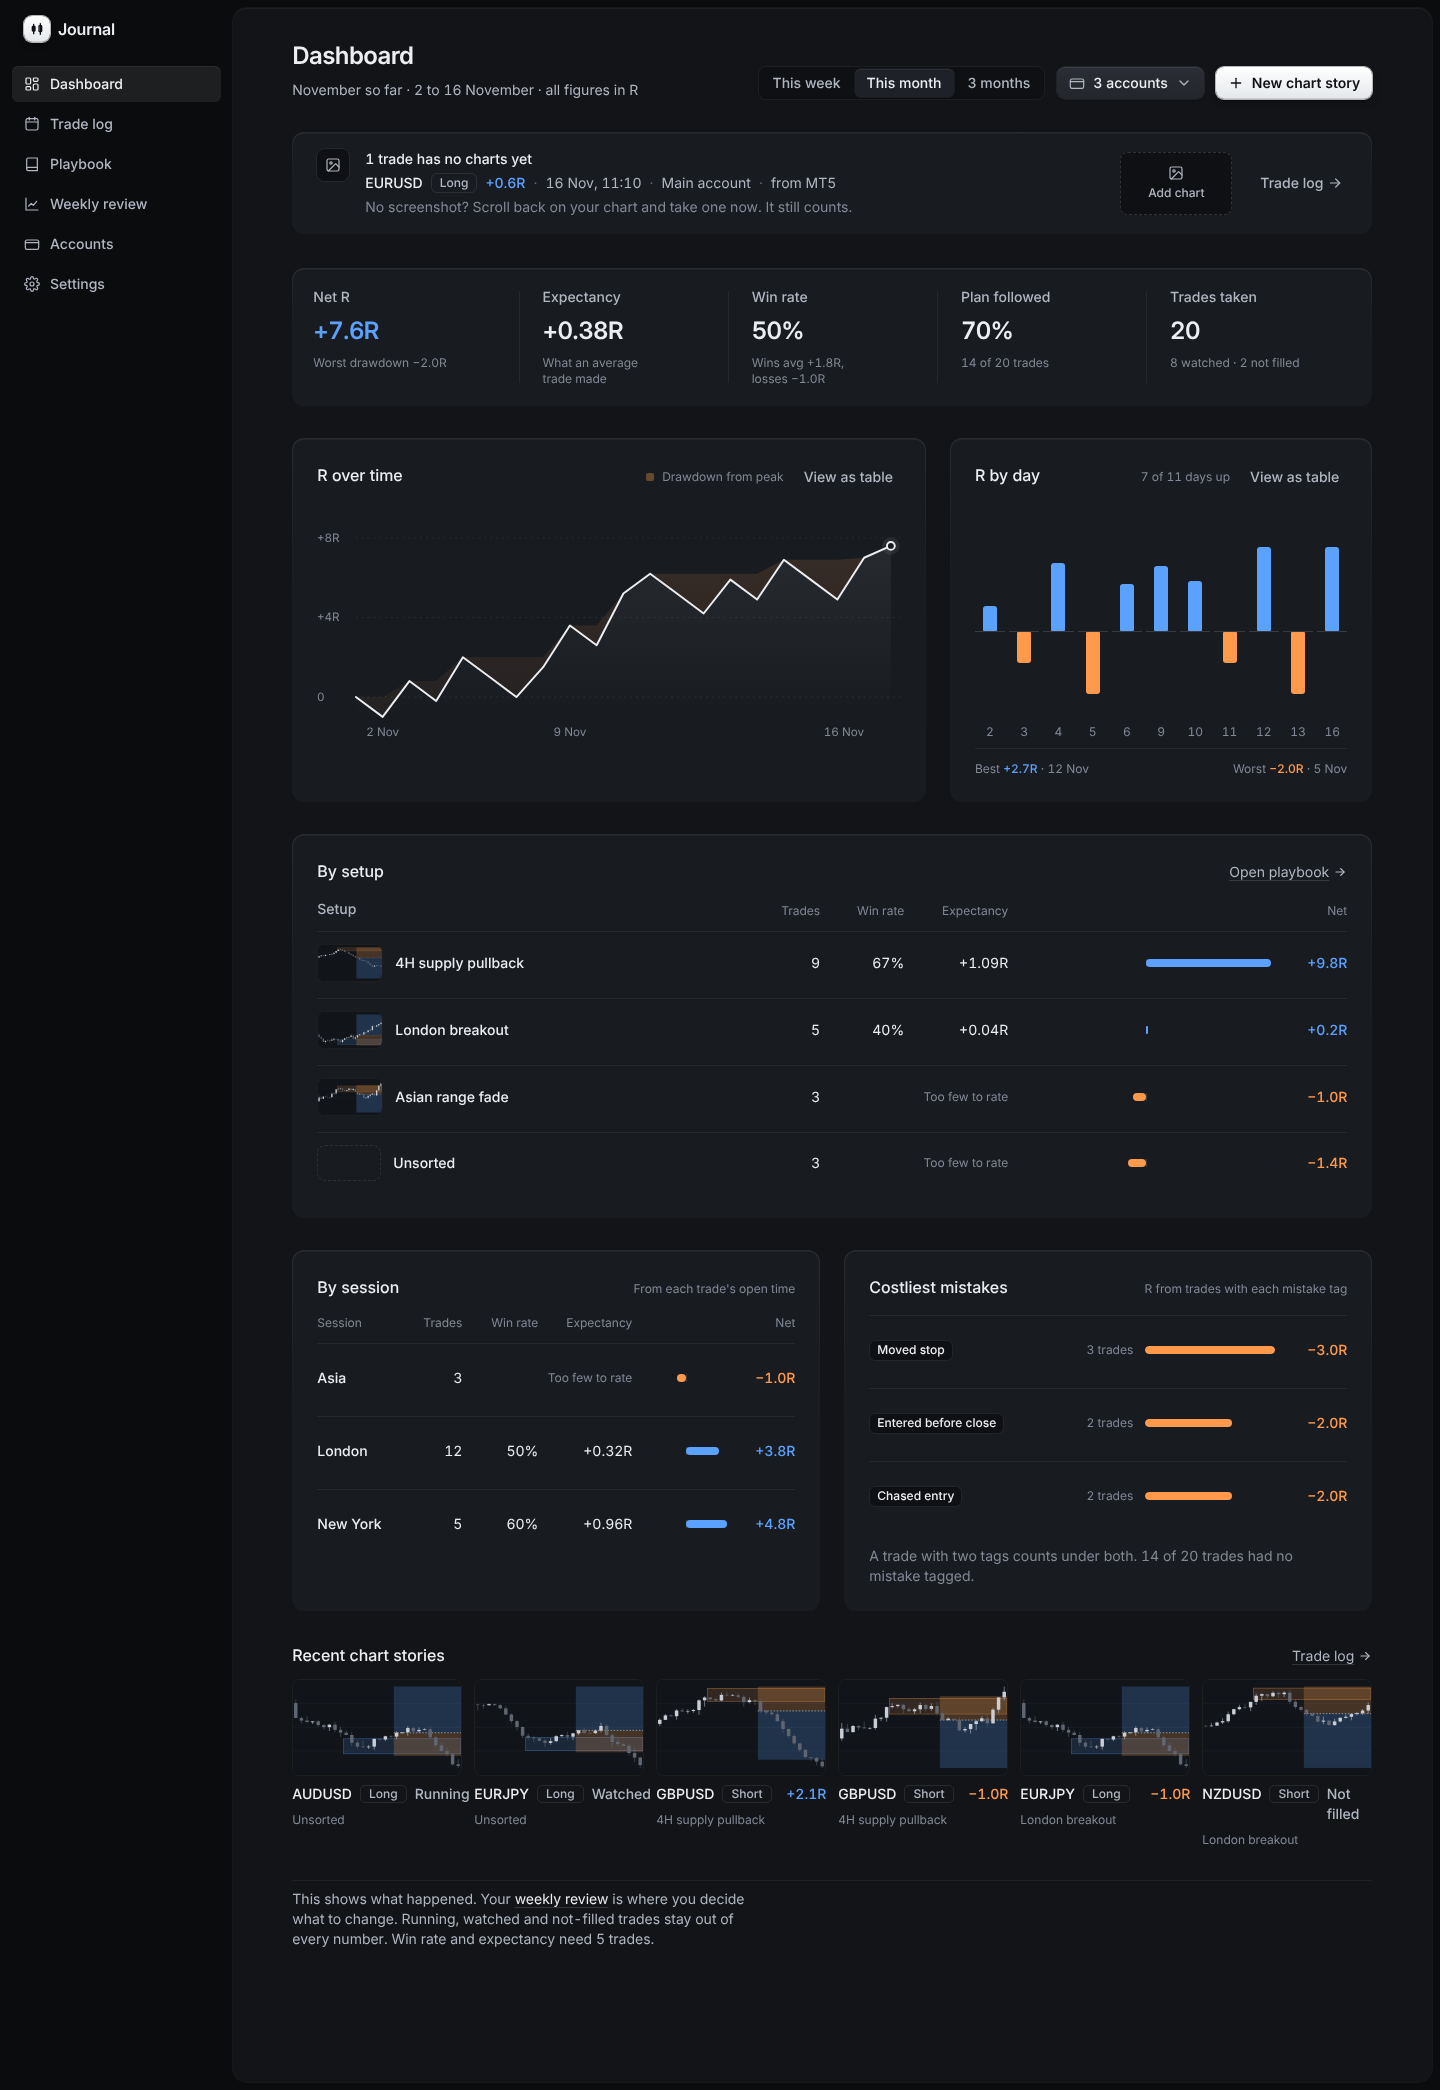 Journal
Dashboard
Trade log
Playbook
Weekly review
Accounts
Settings
Dashboard
November so far · 2 to 16 November · all figures in R
This week This month 3 months
3 accounts
New chart story
1 trade has no charts yet
EURUSD Long +0.6R · 16 Nov, 11:10 · Main account · from MT5
No screenshot? Scroll back on your chart and take one now. It still counts.
Add chart
Trade log →
Net R
+7.6R
Worst drawdown −2.0R
Expectancy
+0.38R
What an average
trade made
Win rate
50%
Wins avg +1.8R,
losses −1.0R
Plan followed
70%
14 of 20 trades
Trades taken
20
8 watched · 2 not filled
R over time
Drawdown from peak
View as table
+8R
+4R
0
2 Nov 9 Nov 16 Nov
R by day
7 of 11 days up
View as table
2 3 4 5 6 9 10 11 12 13 16
Best +2.7R · 12 Nov
Worst −2.0R · 5 Nov
By setup
Open playbook →
Setup Trades Win rate Expectancy Net
4H supply pullback 9 67% +1.09R +9.8R
London breakout 5 40% +0.04R +0.2R
Asian range fade 3 Too few to rate −1.0R
Unsorted 3 Too few to rate −1.4R
By session
From each trade's open time
Session Trades Win rate Expectancy Net
Asia 3 Too few to rate −1.0R
London 12 50% +0.32R +3.8R
New York 5 60% +0.96R +4.8R
Costliest mistakes
R from trades with each mistake tag
Moved stop 3 trades −3.0R
Entered before close 2 trades −2.0R
Chased entry 2 trades −2.0R
A trade with two tags counts under both. 14 of 20 trades had no
mistake tagged.
Recent chart stories
Trade log →
AUDUSD Long Running
Unsorted
EURJPY Long Watched
Unsorted
GBPUSD Short +2.1R
4H supply pullback
GBPUSD Short −1.0R
4H supply pullback
EURJPY Long −1.0R
London breakout
NZDUSD Short Not
filled
London breakout
This shows what happened. Your weekly review is where you decide
what to change. Running, watched and not-filled trades stay out of
every number. Win rate and expectancy need 5 trades.